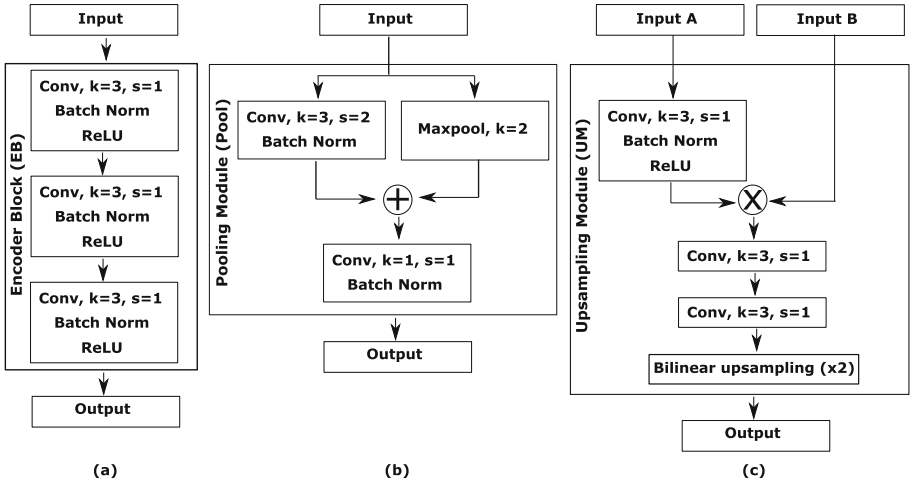 Input
Encoder Block (EB)
Conv, k=3, s=1
Batch Norm
ReLU
Conv, k=3, s=1
Batch Norm
ReLU
Conv, k=3, s=1
Batch Norm
ReLU
Output
(a)
Input
Pooling Module (Pool)
Conv, k=3, s=2
Batch Norm
Maxpool, k=2
+
Conv, k=1, s=1
Batch Norm
Output
(b)
Input A
Input B
Upsampling Module (UM)
Conv, k=3, s=1
Batch Norm
ReLU
X
Conv, k=3, s=1
Conv, k=3, s=1
Bilinear upsampling (x2)
Output
(c)